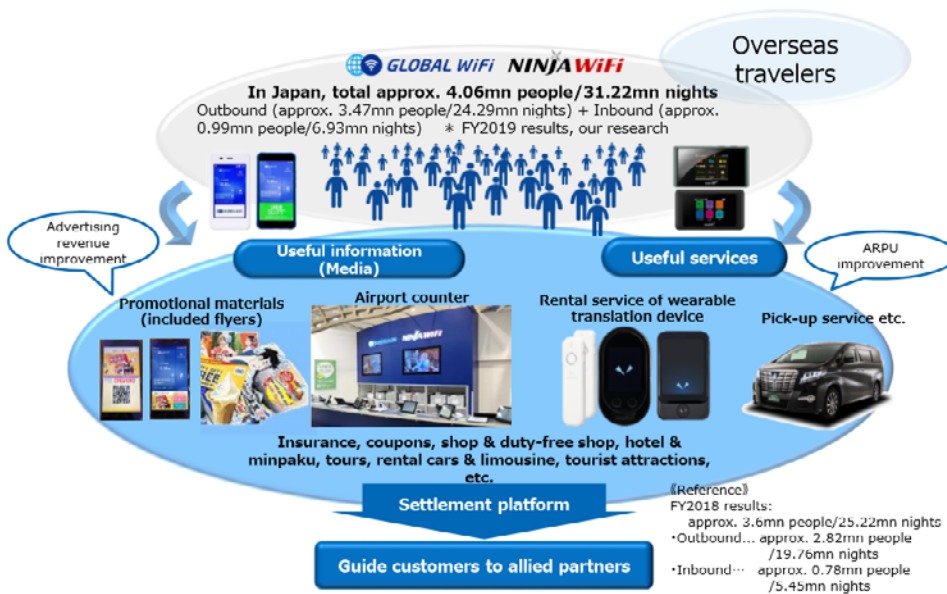 Overseas
travelers
GLOBAL WiFi NINJA WiFi
In Japan, total approx. 4.06mn people/31.22mn nights
Outbound (approx. 3.47mn people/24.29mn nights) + Inbound (approx.
0.99mn people/6.93mn nights) * FY2019 results, our research
Advertising
revenue
improvement
Useful information
(Media)
Useful services
ARPU
improvement
Promotional materials
(included flyers)
Airport counter
Rental service of wearable
translation device
Pick-up service etc.
NINJA WiFi
FREE
Insurance, coupons, shop & duty-free shop, hotel &
minpaku, tours, rental cars & limousine, tourist attractions,
etc.
Settlement platform
Guide customers to allied partners
《Reference》
FY2018 results:
approx. 3.6mn people/25.22mn nights
・Outbound… approx. 2.82mn people
/19.76mn nights
・Inbound… approx. 0.78mn people
/5.45mn nights